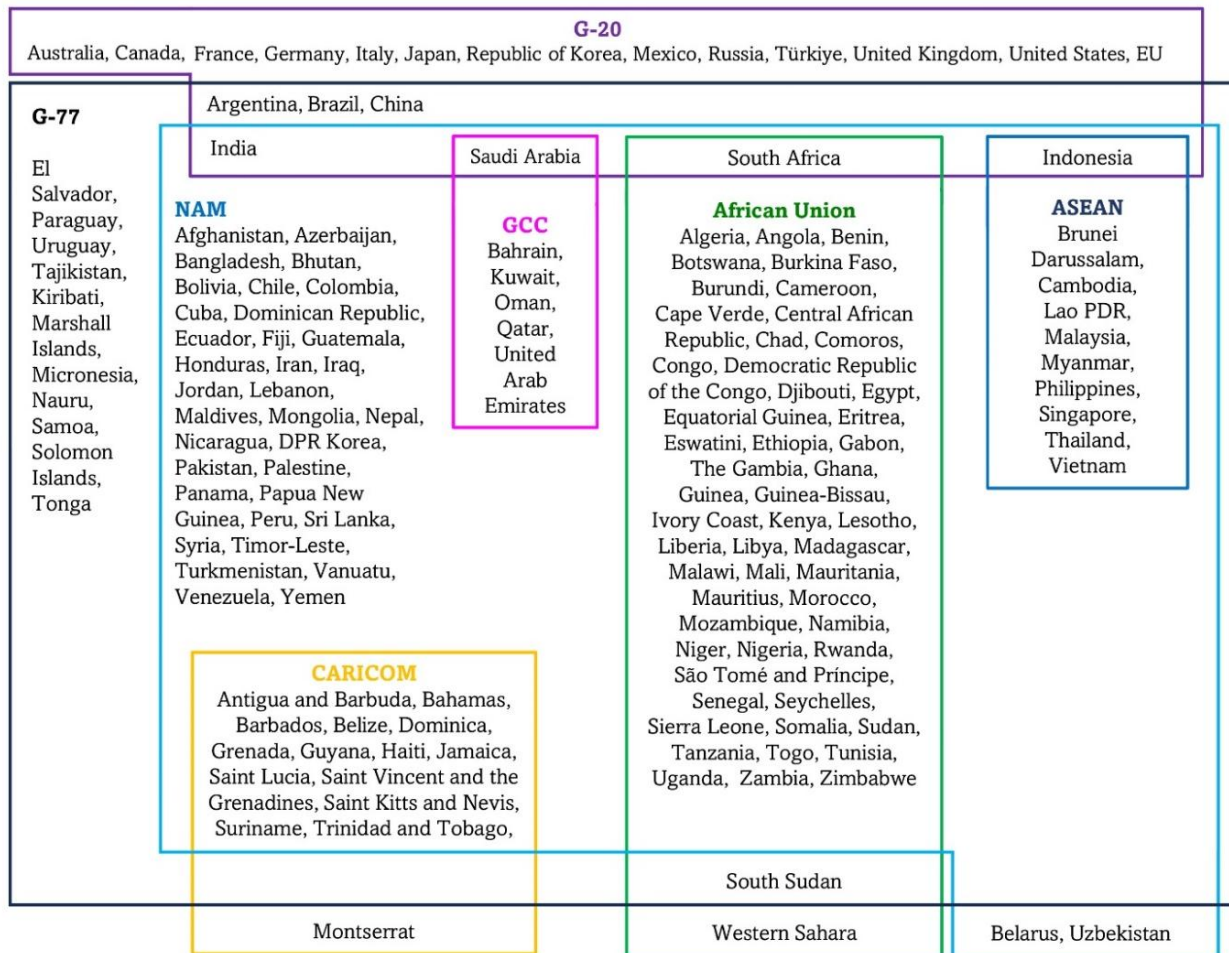 G-20
Australia, Canada, France, Germany, Italy, Japan, Republic of Korea, Mexico, Russia, Türkiye, United Kingdom, United States, EU
Argentina, Brazil, China
G-77
El
Salvador,
Paraguay,
Uruguay,
Tajikistan,
Kiribati,
Marshall
Islands,
Micronesia,
Nauru,
Samoa,
Solomon
Islands,
Tonga
India
NAM
Afghanistan, Azerbaijan,
Bangladesh, Bhutan,
Bolivia, Chile, Colombia,
Cuba, Dominican Republic,
Ecuador, Fiji, Guatemala,
Honduras, Iran, Iraq,
Jordan, Lebanon,
Maldives, Mongolia, Nepal,
Nicaragua, DPR Korea,
Pakistan, Palestine,
Panama, Papua New
Guinea, Peru, Sri Lanka,
Syria, Timor-Leste,
Turkmenistan, Vanuatu,
Venezuela, Yemen
Saudi Arabia
GCC
Bahrain,
Kuwait,
Oman,
Qatar,
United
Arab
Emirates
South Africa
African Union
Algeria, Angola, Benin,
Botswana, Burkina Faso,
Burundi, Cameroon,
Cape Verde, Central African
Republic, Chad, Comoros,
Congo, Democratic Republic
of the Congo, Djibouti, Egypt,
Equatorial Guinea, Eritrea,
Eswatini, Ethiopia, Gabon,
The Gambia, Ghana,
Guinea, Guinea-Bissau,
Ivory Coast, Kenya, Lesotho,
Liberia, Libya, Madagascar,
Malawi, Mali, Mauritania,
Mauritius, Morocco,
Mozambique, Namibia,
Niger, Nigeria, Rwanda,
São Tomé and Príncipe,
Senegal, Seychelles,
Sierra Leone, Somalia, Sudan,
Tanzania, Togo, Tunisia,
Uganda, Zambia, Zimbabwe
Indonesia
ASEAN
Brunei
Darussalam,
Cambodia,
Lao PDR,
Malaysia,
Myanmar,
Philippines,
Singapore,
Thailand,
Vietnam
CARICOM
Antigua and Barbuda, Bahamas,
Barbados, Belize, Dominica,
Grenada, Guyana, Haiti, Jamaica,
Saint Lucia, Saint Vincent and the
Grenadines, Saint Kitts and Nevis,
Suriname, Trinidad and Tobago,
South Sudan
Montserrat
Western Sahara
Belarus, Uzbekistan